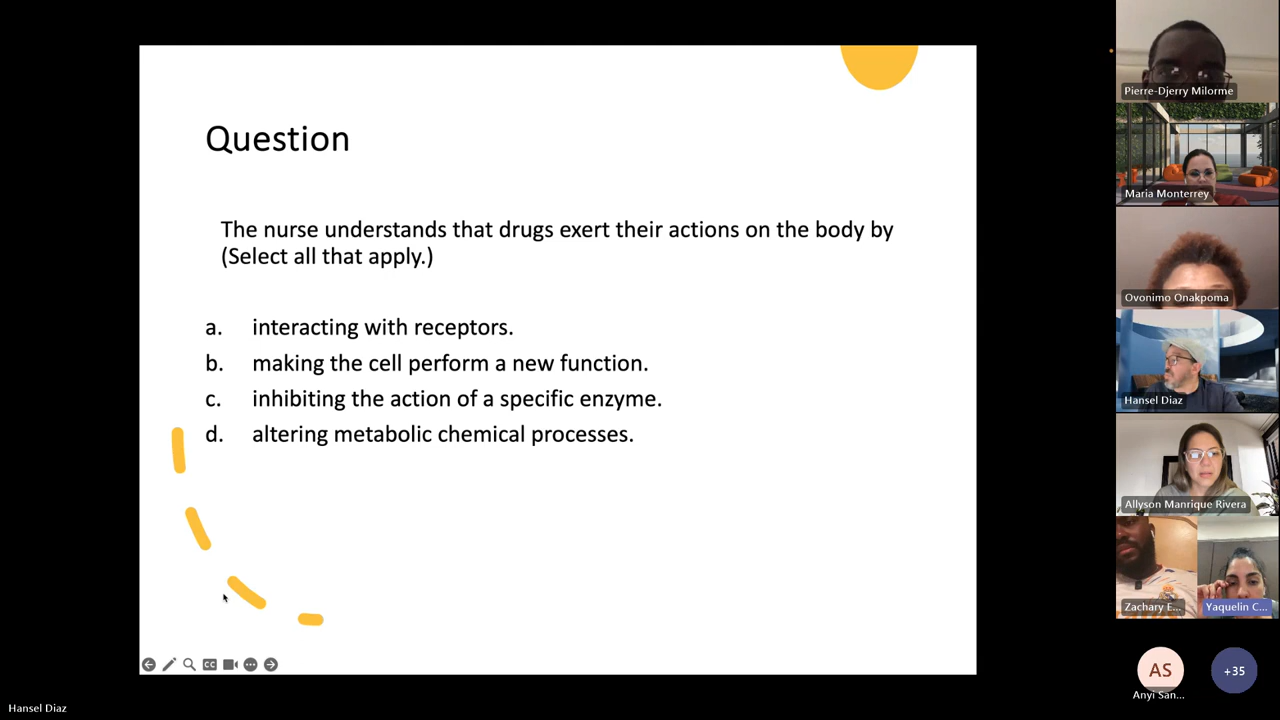 Question
The nurse understands that drugs exert their actions on the body by
(Select all that apply.)
a. interacting with receptors.
b. making the cell perform a new function.
c. inhibiting the action of a specific enzyme.
d. altering metabolic chemical processes.
CC
Pierre-Djerry Milorme
Maria Monterrey
Ovonimo Onakpoma
Hansel Diaz
Allyson Manrique Rivera
Zachary E...
Yaquelin C...
AS
Anyi San...
+35
Hansel Diaz